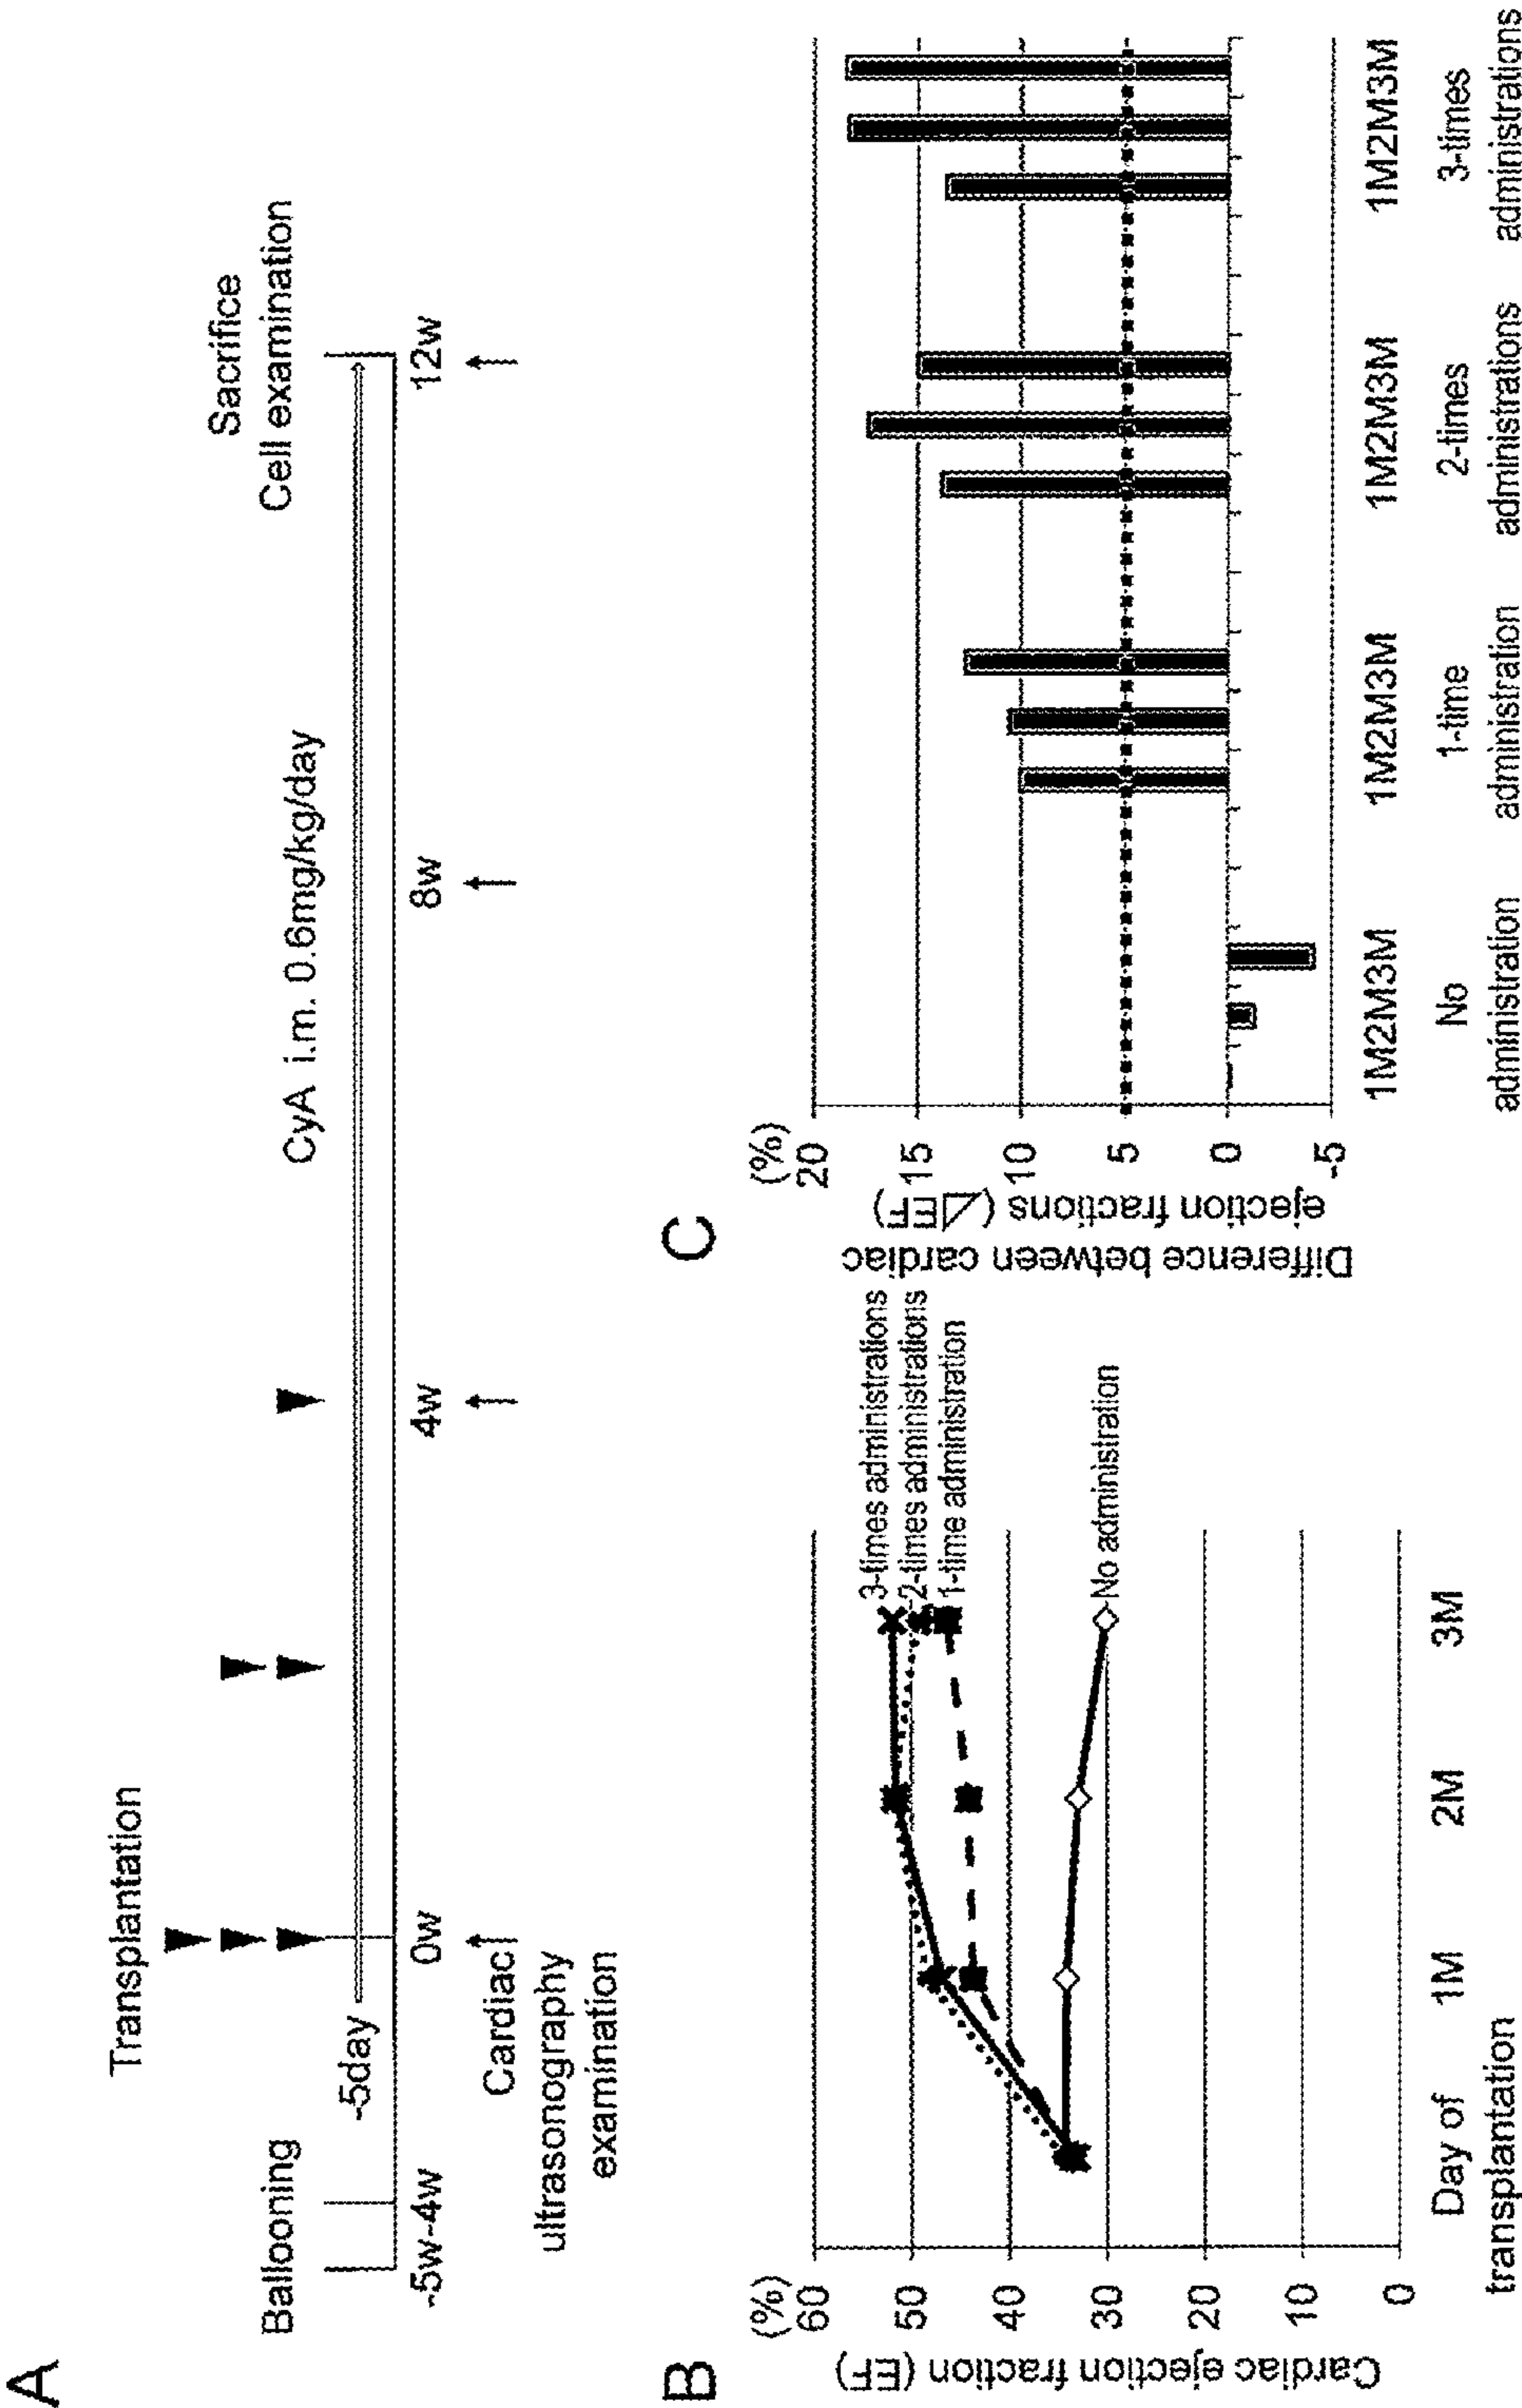 A
Transplantation
Sacrifice
Ballooning
Cell examination
CyA i.m. 0.6mg/kg/day
-5day
-5w-4w
0w
4w
8w
12w
Cardiac
ultrasonography
examination
B
(%)
Cardiac ejection fraction (EF)
60
50
40
30
20
10
0
3-times administrations
2-times administrations
1-time administration
No administration
Day of
transplantation
1M
2M
3M
C
(%)
Difference between cardiac
ejection fractions (⊿EF)
20
15
10
5
0
-5
1M2M3M
1M2M3M
1M2M3M
1M2M3M
No
administration
1-time
administration
2-times
administrations
3-times
administrations